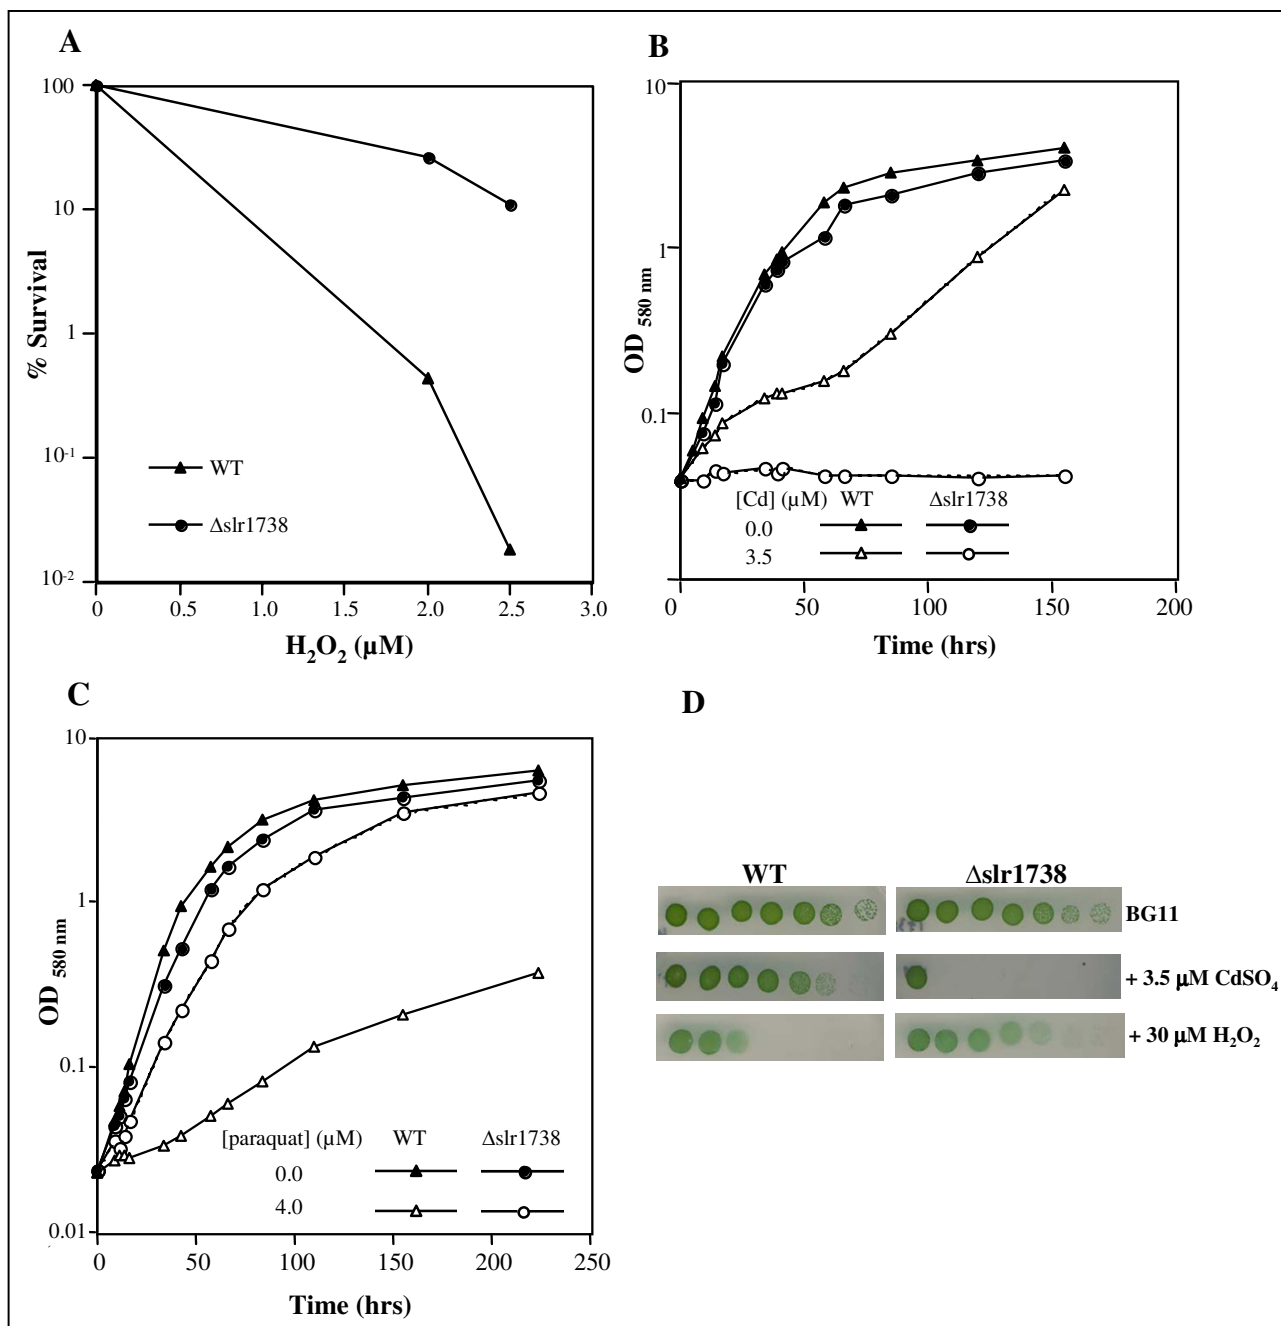 A
100
10
1
10-1
10-2
% Survival
WT
Δslr1738
0 0.5 1.0 1.5 2.0 2.5 3.0
H2O2 (µM)
B
10
1
0.1
OD 580 nm
[Cd] (µM) WT Δslr1738
0.0
3.5
0 50 100 150 200
Time (hrs)
C
10
1
0.1
0.01
OD 580 nm
[paraquat] (µM) WT Δslr1738
0.0
4.0
0 50 100 150 200 250
Time (hrs)
D
WT Δslr1738
BG11
+ 3.5 µM CdSO4
+ 30 µM H2O2